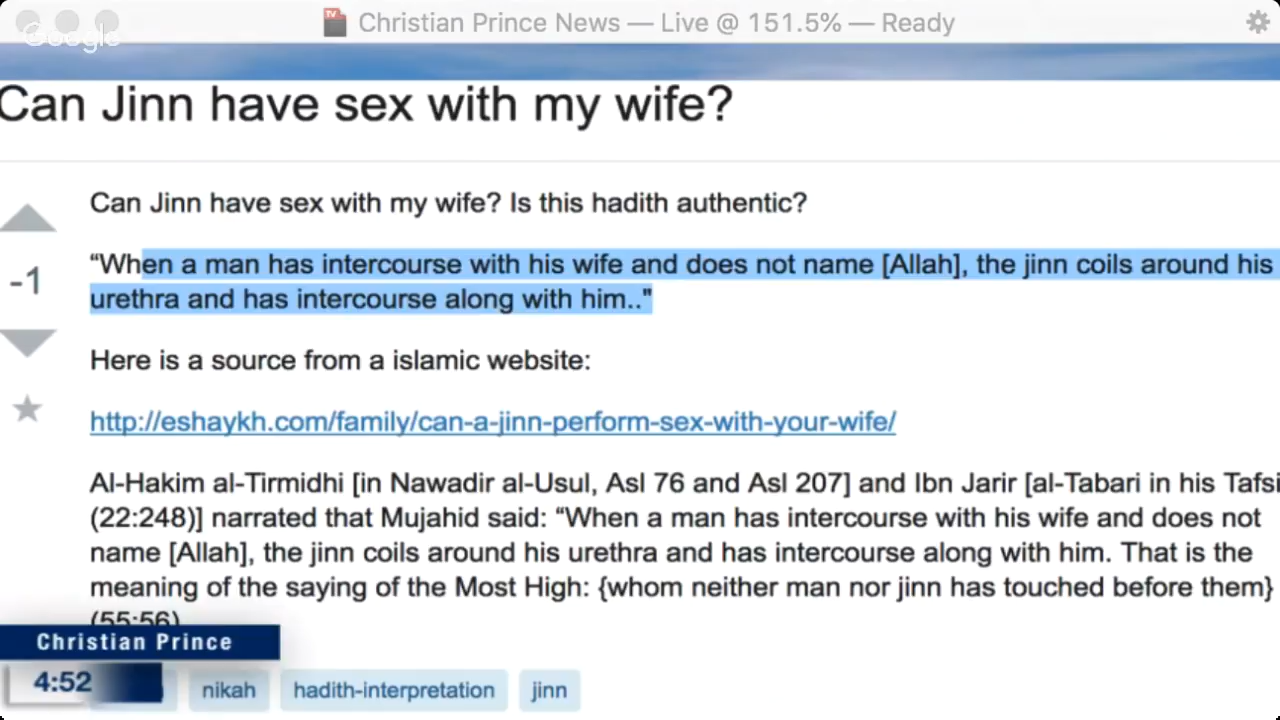 Christian Prince News — Live @ 151.5% — Ready
Google
Can Jinn have sex with my wife?
Can Jinn have sex with my wife? Is this hadith authentic?
-1
“When a man has intercourse with his wife and does not name [Allah], the jinn coils around his
urethra and has intercourse along with him.."
Here is a source from a islamic website:
http://eshaykh.com/family/can-a-jinn-perform-sex-with-your-wife/
Al-Hakim al-Tirmidhi [in Nawadir al-Usul, Asl 76 and Asl 207] and Ibn Jarir [al-Tabari in his Tafsi
(22:248)] narrated that Mujahid said: “When a man has intercourse with his wife and does not
name [Allah], the jinn coils around his urethra and has intercourse along with him. That is the
meaning of the saying of the Most High: {whom neither man nor jinn has touched before them}
(55:56)
Christian Prince
4:52
nikah hadith-interpretation jinn